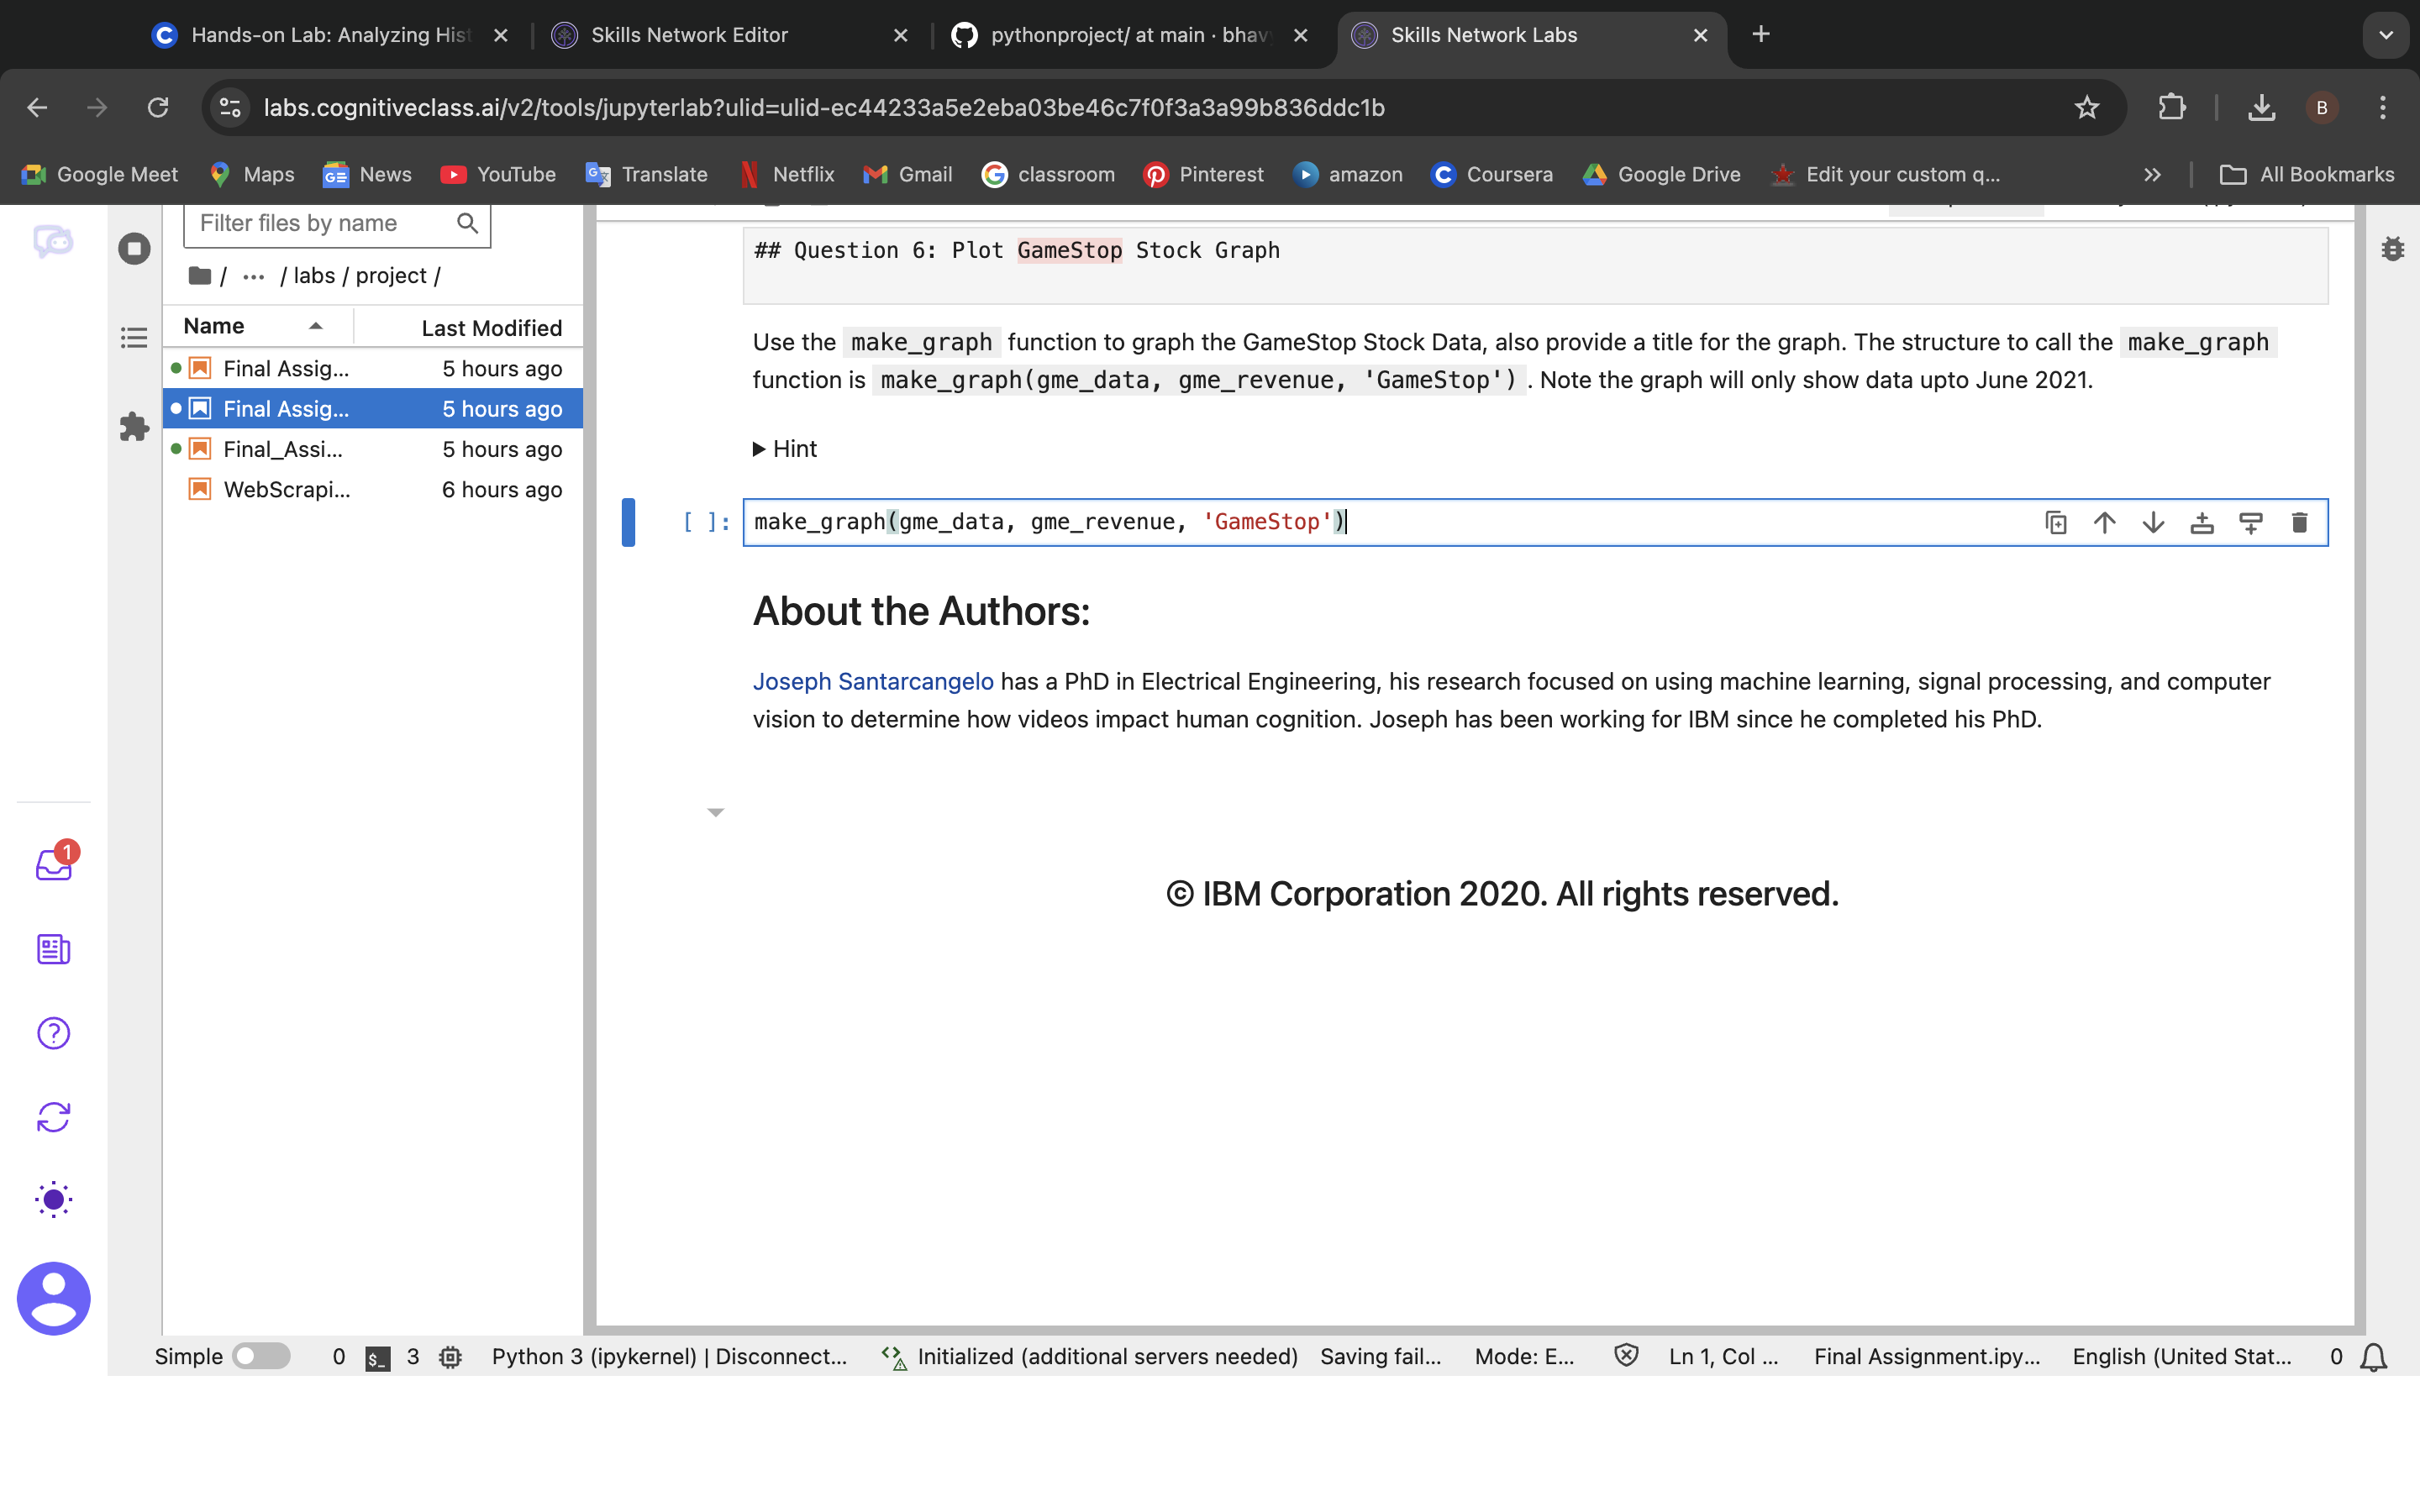 Hands-on Lab: Analyzing Hist
Skills Network Editor
pythonproject/ at main · bhav
Skills Network Labs
labs.cognitiveclass.ai/v2/tools/jupyterlab?ulid=ulid-ec44233a5e2eba03be46c7f0f3a3a99b836ddc1b
B
Google Meet
Maps
News
YouTube
Translate
Netflix
Gmail
classroom
Pinterest
amazon
Coursera
Google Drive
Edit your custom q...
All Bookmarks
Filter files by name
/ ... / labs / project /
Name
Last Modified
Final Assig... 5 hours ago
Final Assig... 5 hours ago
Final_Assi... 5 hours ago
WebScrapi... 6 hours ago
## Question 6: Plot GameStop Stock Graph
Use the make_graph function to graph the GameStop Stock Data, also provide a title for the graph. The structure to call the make_graph
function is make_graph(gme_data, gme_revenue, 'GameStop') . Note the graph will only show data upto June 2021.
Hint
[ ]: make_graph(gme_data, gme_revenue, 'GameStop')
About the Authors:
Joseph Santarcangelo has a PhD in Electrical Engineering, his research focused on using machine learning, signal processing, and computer
vision to determine how videos impact human cognition. Joseph has been working for IBM since he completed his PhD.
© IBM Corporation 2020. All rights reserved.
1
Simple
0
$_
3
Python 3 (ipykernel) | Disconnect...
Initialized (additional servers needed)
Saving fail...
Mode: E...
Ln 1, Col ...
Final Assignment.ipy...
English (United Stat...
0